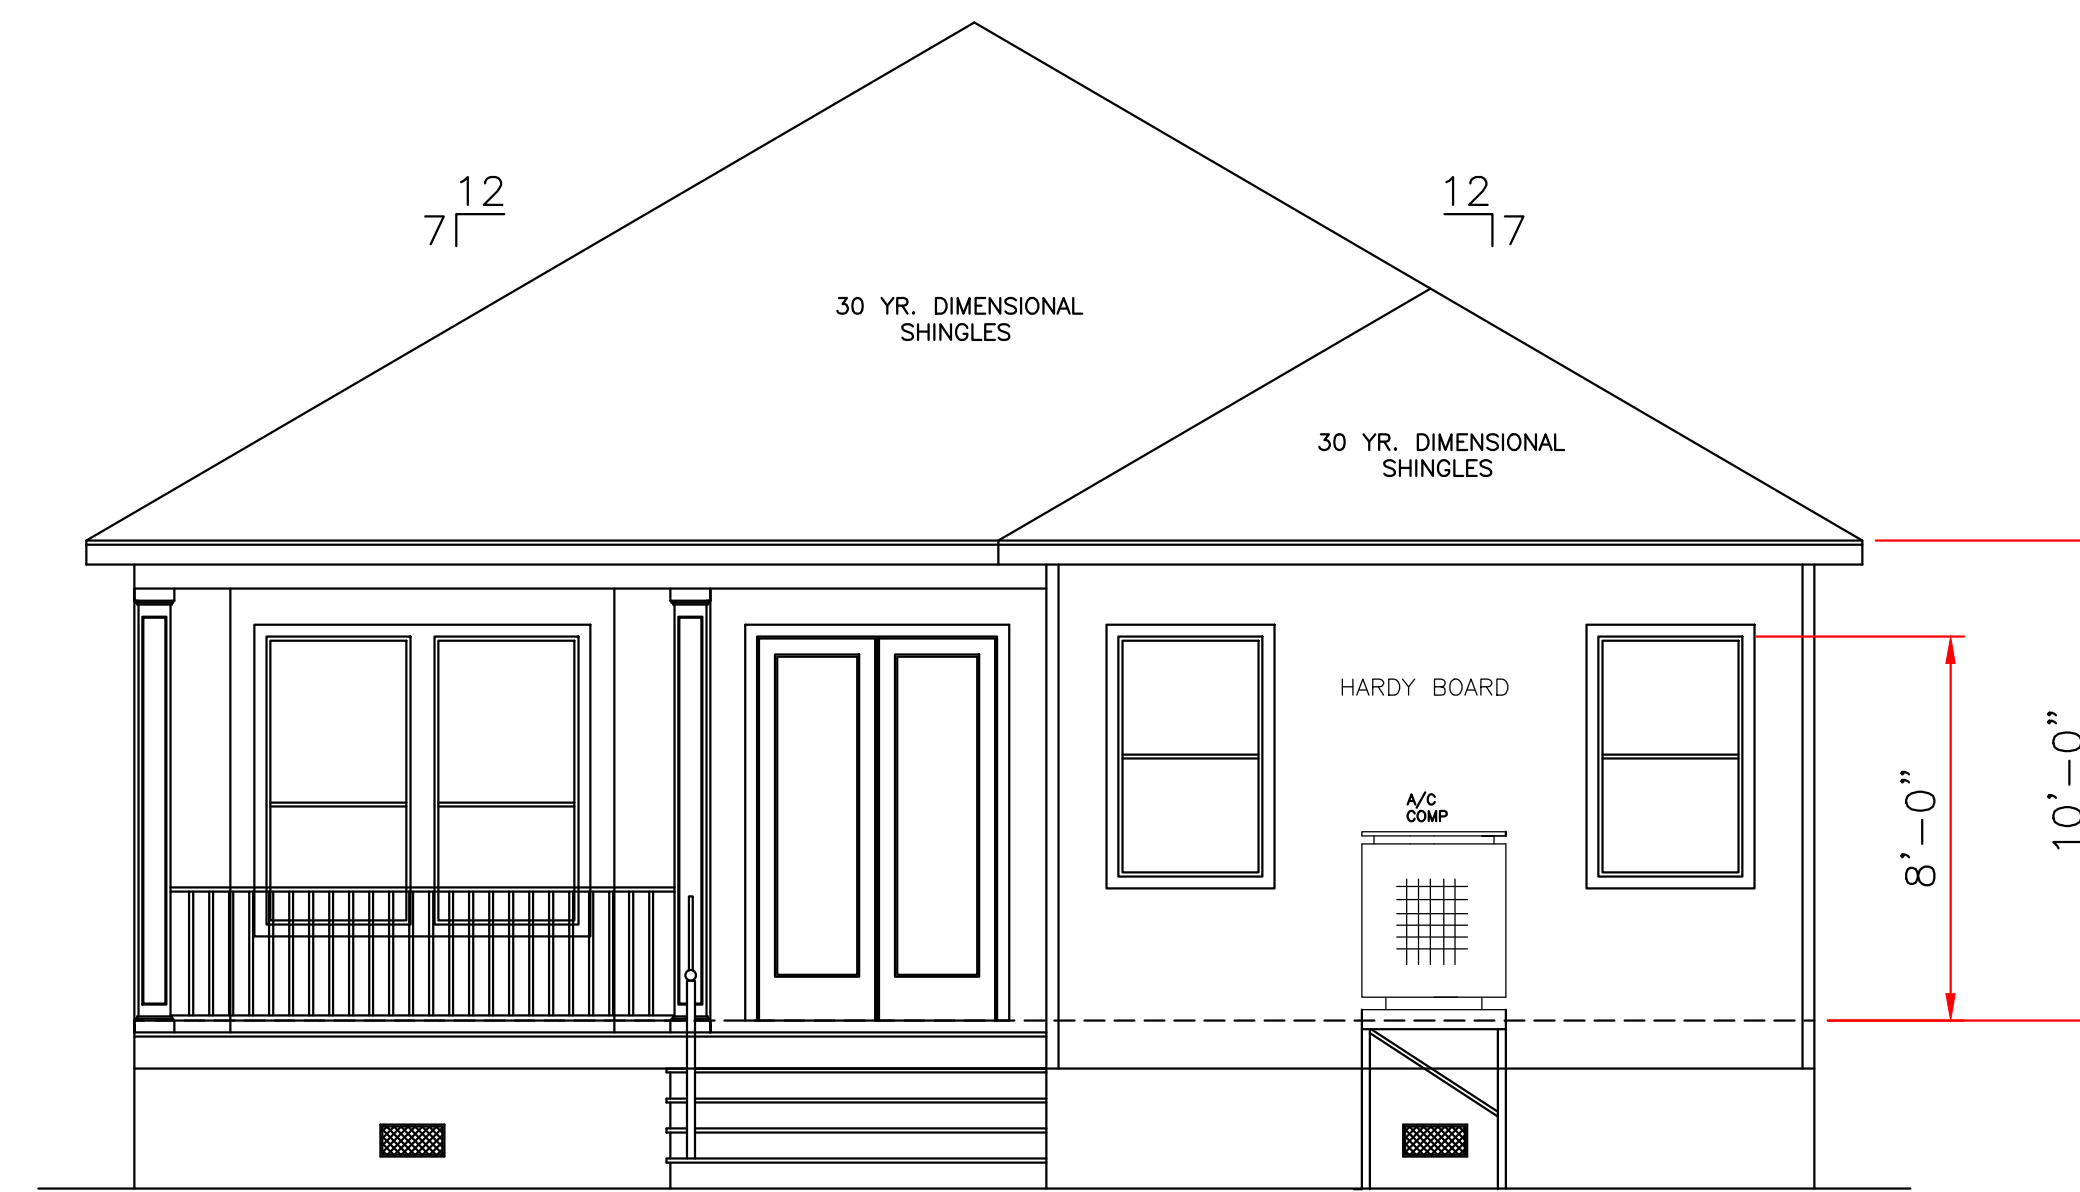 12
7
12
7
30 YR. DIMENSIONAL
SHINGLES
30 YR. DIMENSIONAL
SHINGLES
HARDY BOARD
A/C
COMP
8'-0"
10'-0"